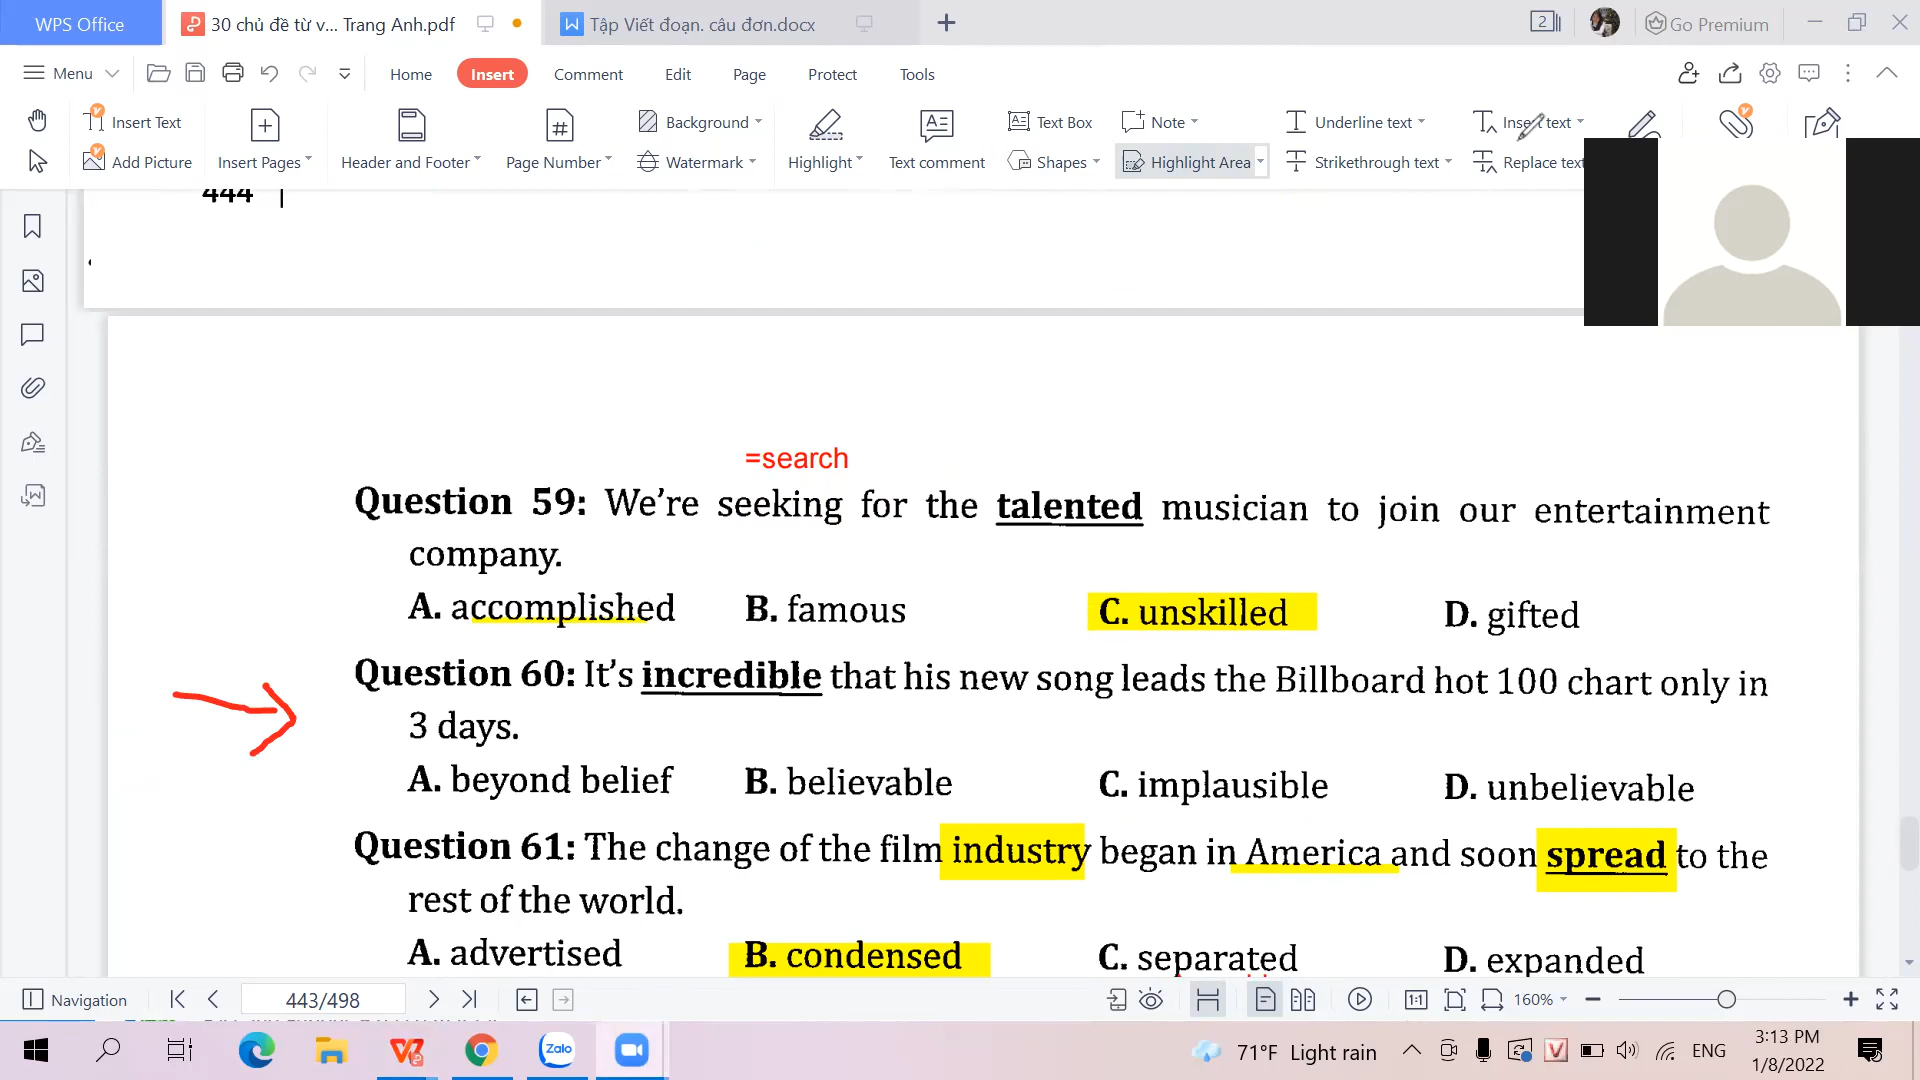 WPS Office
30 chủ đề từ v... Trang Anh.pdf
Tập Viết đoạn. câu đơn.docx
2
Go Premium
Menu
Home
Insert
Comment
Edit
Page
Protect
Tools
Insert Text
Add Picture
Insert Pages
Header and Footer
Page Number
Background
Watermark
Highlight
Text comment
Text Box
Shapes
Note
Highlight Area
Underline text
Strikethrough text
Insert text
Replace text
444 |
=search
Question 59: We're seeking for the talented musician to join our entertainment
company.
A. accomplished B. famous C. unskilled D. gifted
Question 60: It's incredible that his new song leads the Billboard hot 100 chart only in
3 days.
A. beyond belief B. believable C. implausible D. unbelievable
Question 61: The change of the film industry began in America and soon spread to the
rest of the world.
A. advertised B. condensed C. separated D. expanded
Navigation
443/498
1:1
160%
Zalo
71°F Light rain
ENG
3:13 PM
1/8/2022